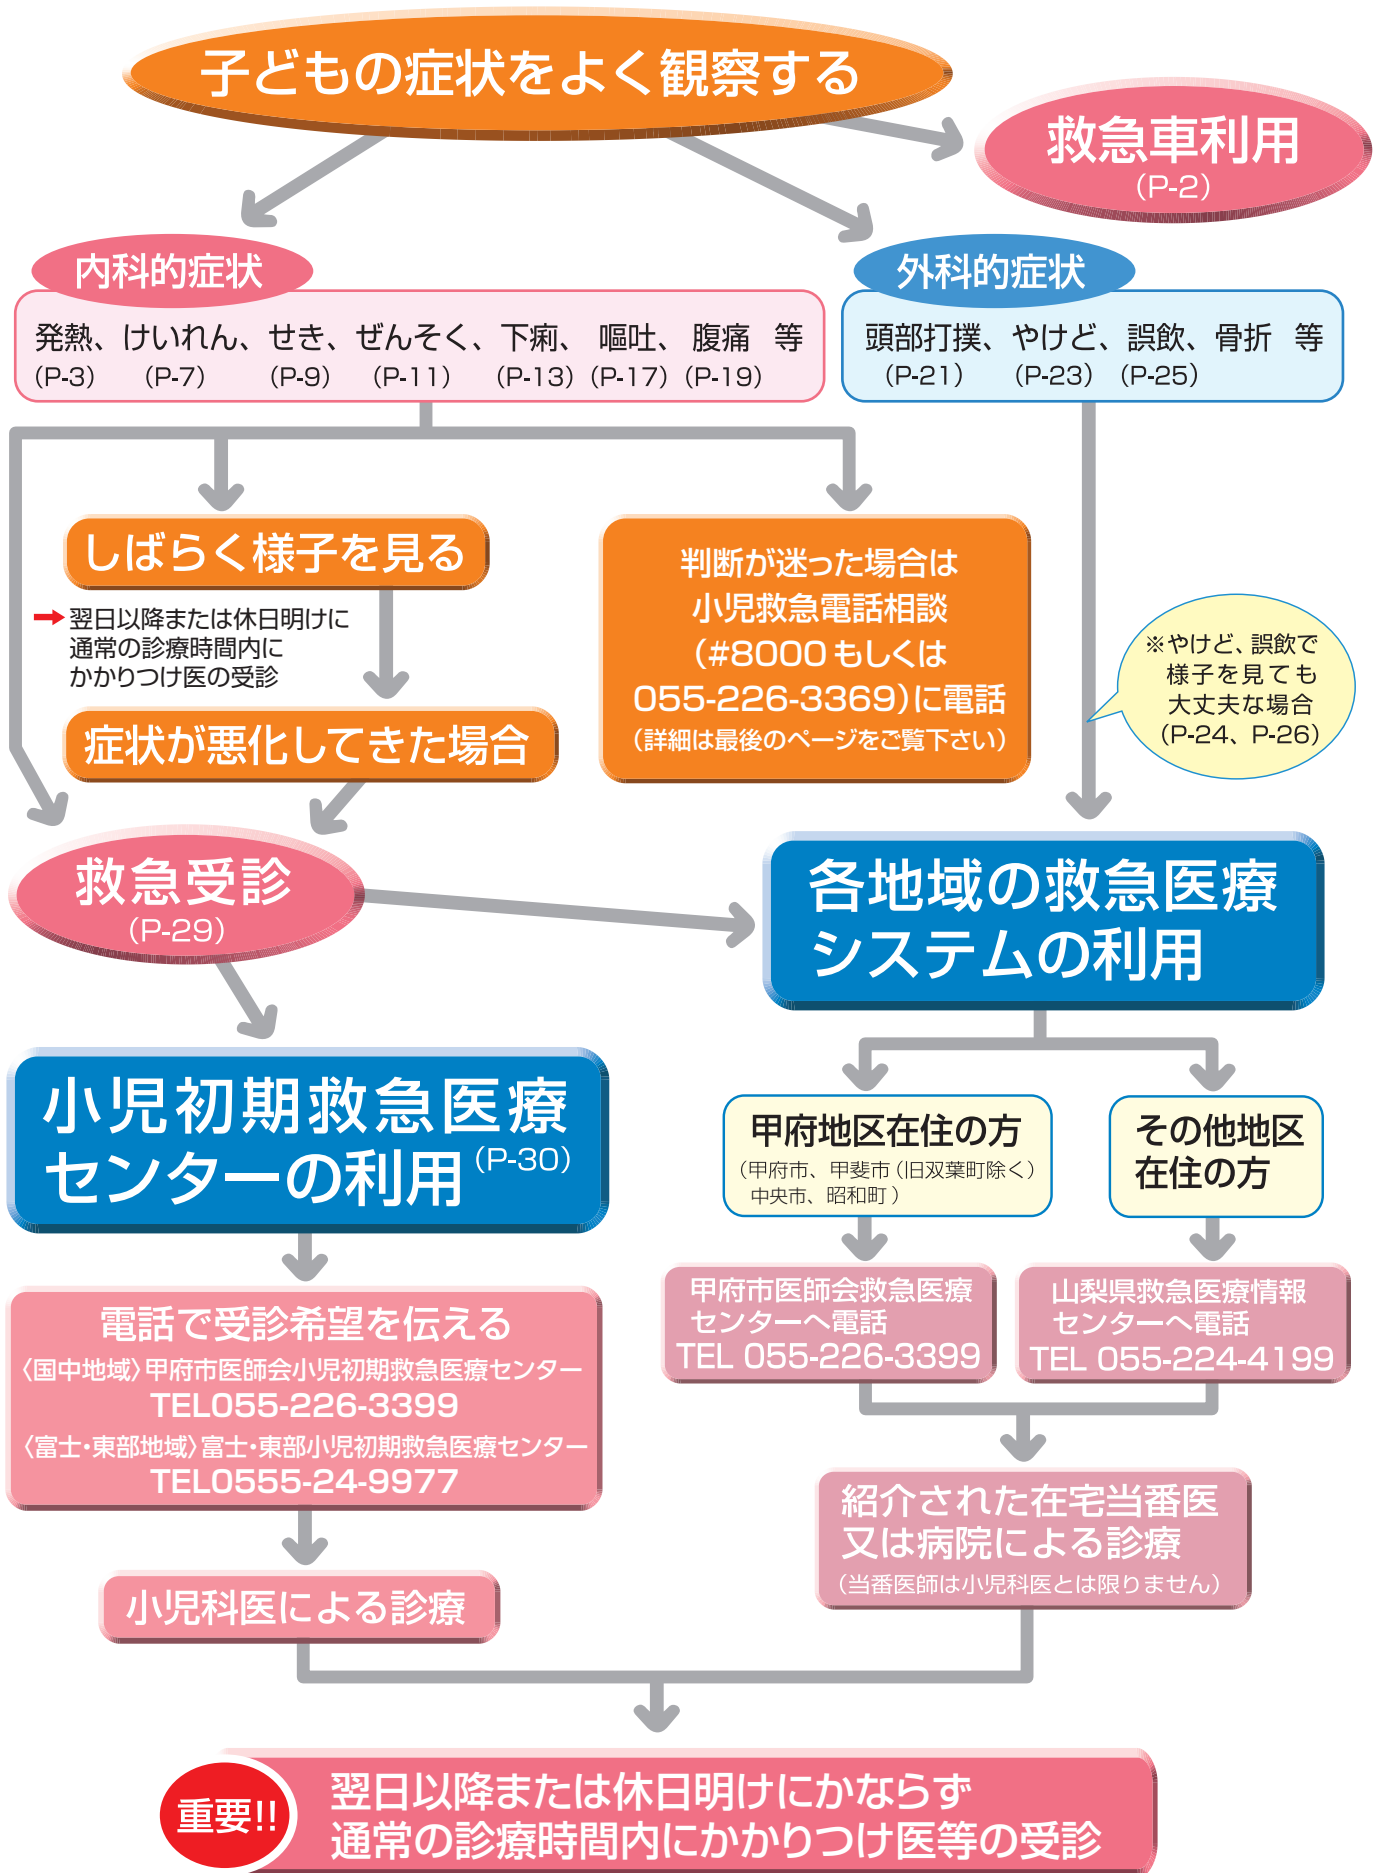 子どもの症状をよく観察する
救急車利用
(P-2)
内科的症状
発熱、けいれん、せき、ぜんそく、下痢、嘔吐、腹痛 等
(P-3) (P-7) (P-9) (P-11) (P-13) (P-17) (P-19)
外科的症状
頭部打撲、やけど、誤飲、骨折 等
(P-21) (P-23) (P-25)
しばらく様子を見る
翌日以降または休日明けに
通常の診療時間内に
かかりつけ医の受診
症状が悪化してきた場合
判断が迷った場合は
小児救急電話相談
(#8000もしくは
055-226-3369)に電話
(詳細は最後のページをご覧下さい)
※やけど、誤飲で
様子を見ても
大丈夫な場合
(P-24、P-26)
救急受診
(P-29)
各地域の救急医療
システムの利用
小児初期救急医療
センターの利用(P-30)
甲府地区在住の方
(甲府市、甲斐市(旧双葉町除く)
中央市、昭和町)
その他地区
在住の方
電話で受診希望を伝える
〈国中地域〉甲府市医師会小児初期救急医療センター
TEL055-226-3399
〈富士・東部地域〉富士・東部小児初期救急医療センター
TEL0555-24-9977
甲府市医師会救急医療
センターへ電話
TEL 055-226-3399
山梨県救急医療情報
センターへ電話
TEL 055-224-4199
小児科医による診療
紹介された在宅当番医
又は病院による診療
(当番医師は小児科医とは限りません)
重要!!
翌日以降または休日明けにかならず
通常の診療時間内にかかりつけ医等の受診